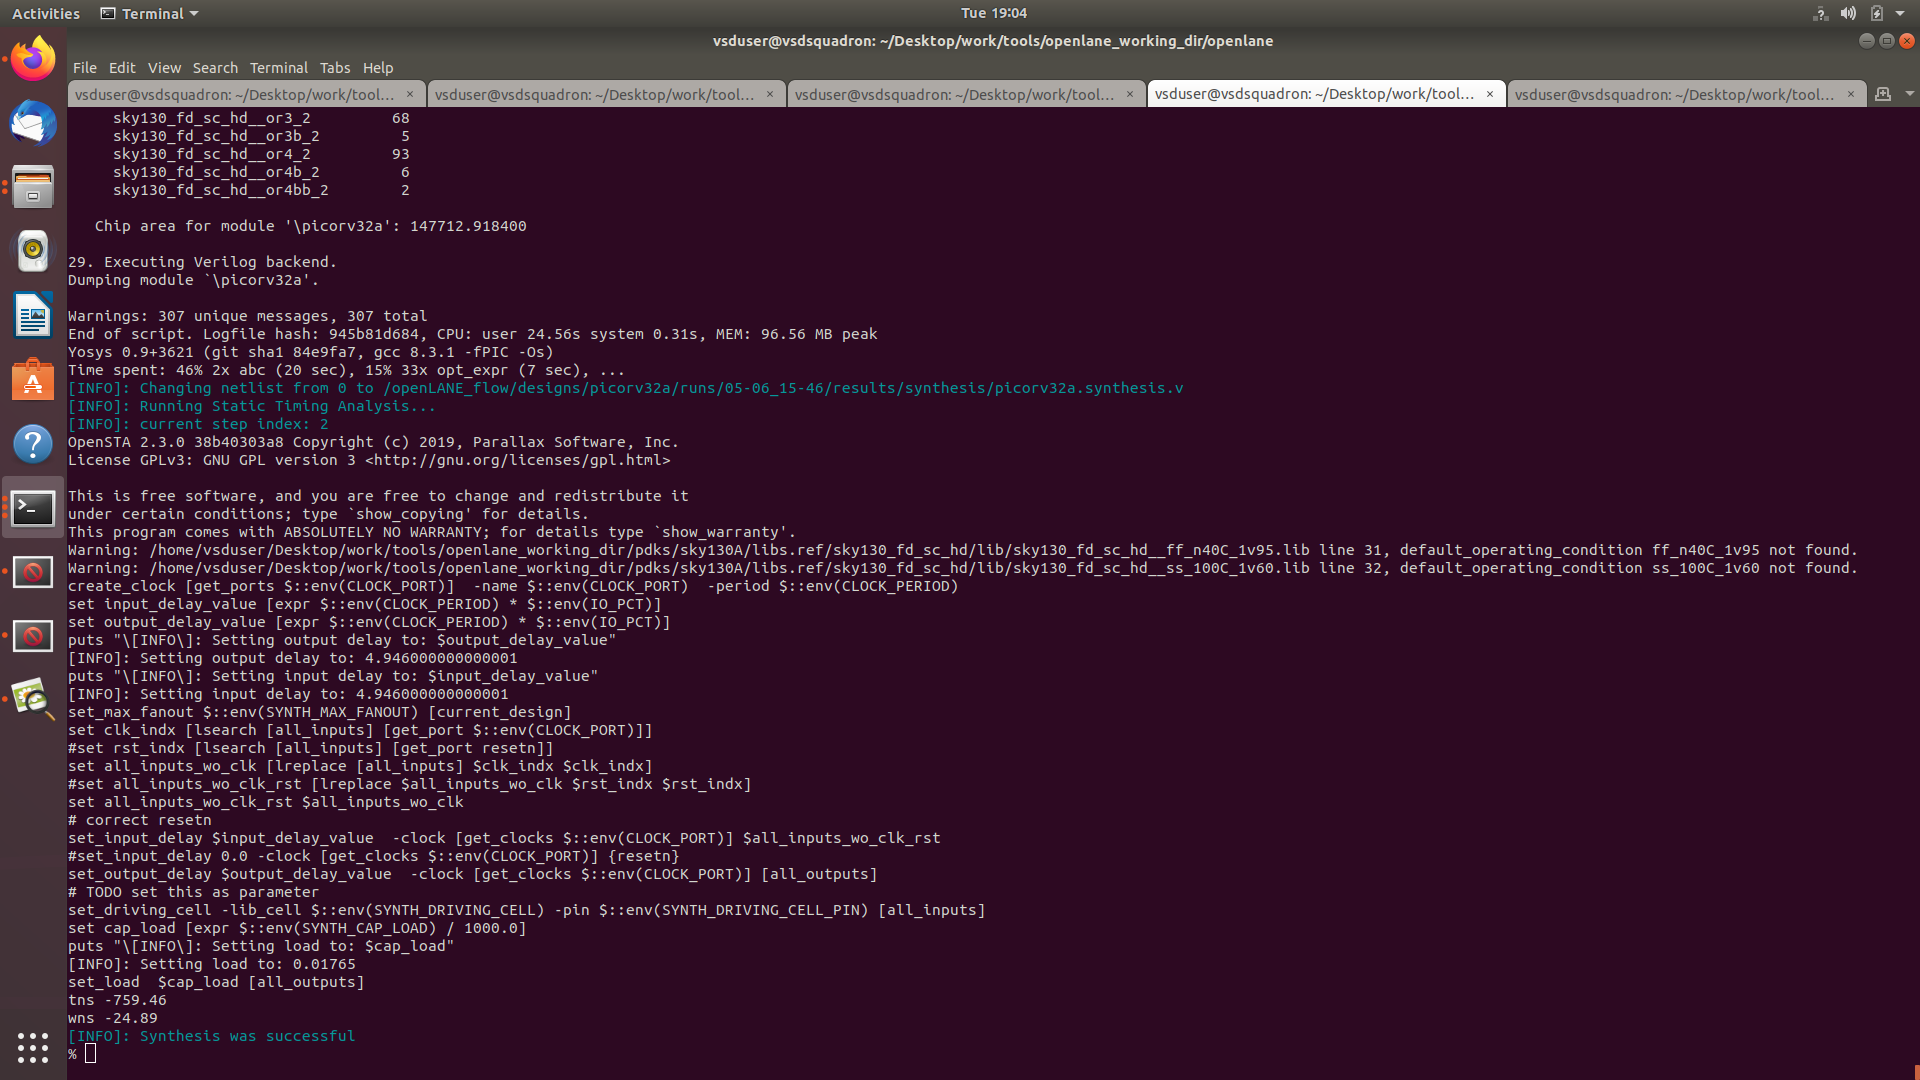 Activities
Terminal
Tue 19:04
vsduser@vsdsquadron: ~/Desktop/work/tools/openlane_working_dir/openlane
File Edit View Search Terminal Tabs Help
vsduser@vsdsquadron: ~/Desktop/work/tool... ×
vsduser@vsdsquadron: ~/Desktop/work/tool... ×
vsduser@vsdsquadron: ~/Desktop/work/tool... ×
vsduser@vsdsquadron: ~/Desktop/work/tool... ×
vsduser@vsdsquadron: ~/Desktop/work/tool... ×
sky130_fd_sc_hd__or3_2 68
sky130_fd_sc_hd__or3b_2 5
sky130_fd_sc_hd__or4_2 93
sky130_fd_sc_hd__or4b_2 6
sky130_fd_sc_hd__or4bb_2 2
Chip area for module '\picorv32a': 147712.918400
29. Executing Verilog backend.
Dumping module `\picorv32a'.
Warnings: 307 unique messages, 307 total
End of script. Logfile hash: 945b81d684, CPU: user 24.56s system 0.31s, MEM: 96.56 MB peak
Yosys 0.9+3621 (git sha1 84e9fa7, gcc 8.3.1 -fPIC -Os)
Time spent: 46% 2x abc (20 sec), 15% 33x opt_expr (7 sec), ...
[INFO]: Changing netlist from 0 to /openLANE_flow/designs/picorv32a/runs/05-06_15-46/results/synthesis/picorv32a.synthesis.v
[INFO]: Running Static Timing Analysis...
[INFO]: current step index: 2
OpenSTA 2.3.0 38b40303a8 Copyright (c) 2019, Parallax Software, Inc.
License GPLv3: GNU GPL version 3 <http://gnu.org/licenses/gpl.html>
This is free software, and you are free to change and redistribute it
under certain conditions; type `show_copying' for details.
This program comes with ABSOLUTELY NO WARRANTY; for details type `show_warranty'.
Warning: /home/vsduser/Desktop/work/tools/openlane_working_dir/pdks/sky130A/libs.ref/sky130_fd_sc_hd/lib/sky130_fd_sc_hd__ff_n40C_1v95.lib line 31, default_operating_condition ff_n40C_1v95 not found.
Warning: /home/vsduser/Desktop/work/tools/openlane_working_dir/pdks/sky130A/libs.ref/sky130_fd_sc_hd/lib/sky130_fd_sc_hd__ss_100C_1v60.lib line 32, default_operating_condition ss_100C_1v60 not found.
create_clock [get_ports $::env(CLOCK_PORT)]  -name $::env(CLOCK_PORT)  -period $::env(CLOCK_PERIOD)
set input_delay_value [expr $::env(CLOCK_PERIOD) * $::env(IO_PCT)]
set output_delay_value [expr $::env(CLOCK_PERIOD) * $::env(IO_PCT)]
puts "\[INFO\]: Setting output delay to: $output_delay_value"
[INFO]: Setting output delay to: 4.946000000000001
puts "\[INFO\]: Setting input delay to: $input_delay_value"
[INFO]: Setting input delay to: 4.946000000000001
set_max_fanout $::env(SYNTH_MAX_FANOUT) [current_design]
set clk_indx [lsearch [all_inputs] [get_port $::env(CLOCK_PORT)]]
#set rst_indx [lsearch [all_inputs] [get_port resetn]]
set all_inputs_wo_clk [lreplace [all_inputs] $clk_indx $clk_indx]
#set all_inputs_wo_clk_rst [lreplace $all_inputs_wo_clk $rst_indx $rst_indx]
set all_inputs_wo_clk_rst $all_inputs_wo_clk
# correct resetn
set_input_delay $input_delay_value  -clock [get_clocks $::env(CLOCK_PORT)] $all_inputs_wo_clk_rst
#set_input_delay 0.0 -clock [get_clocks $::env(CLOCK_PORT)] {resetn}
set_output_delay $output_delay_value  -clock [get_clocks $::env(CLOCK_PORT)] [all_outputs]
# TODO set this as parameter
set_driving_cell -lib_cell $::env(SYNTH_DRIVING_CELL) -pin $::env(SYNTH_DRIVING_CELL_PIN) [all_inputs]
set cap_load [expr $::env(SYNTH_CAP_LOAD) / 1000.0]
puts "\[INFO\]: Setting load to: $cap_load"
[INFO]: Setting load to: 0.01765
set_load  $cap_load [all_outputs]
tns -759.46
wns -24.89
[INFO]: Synthesis was successful
%